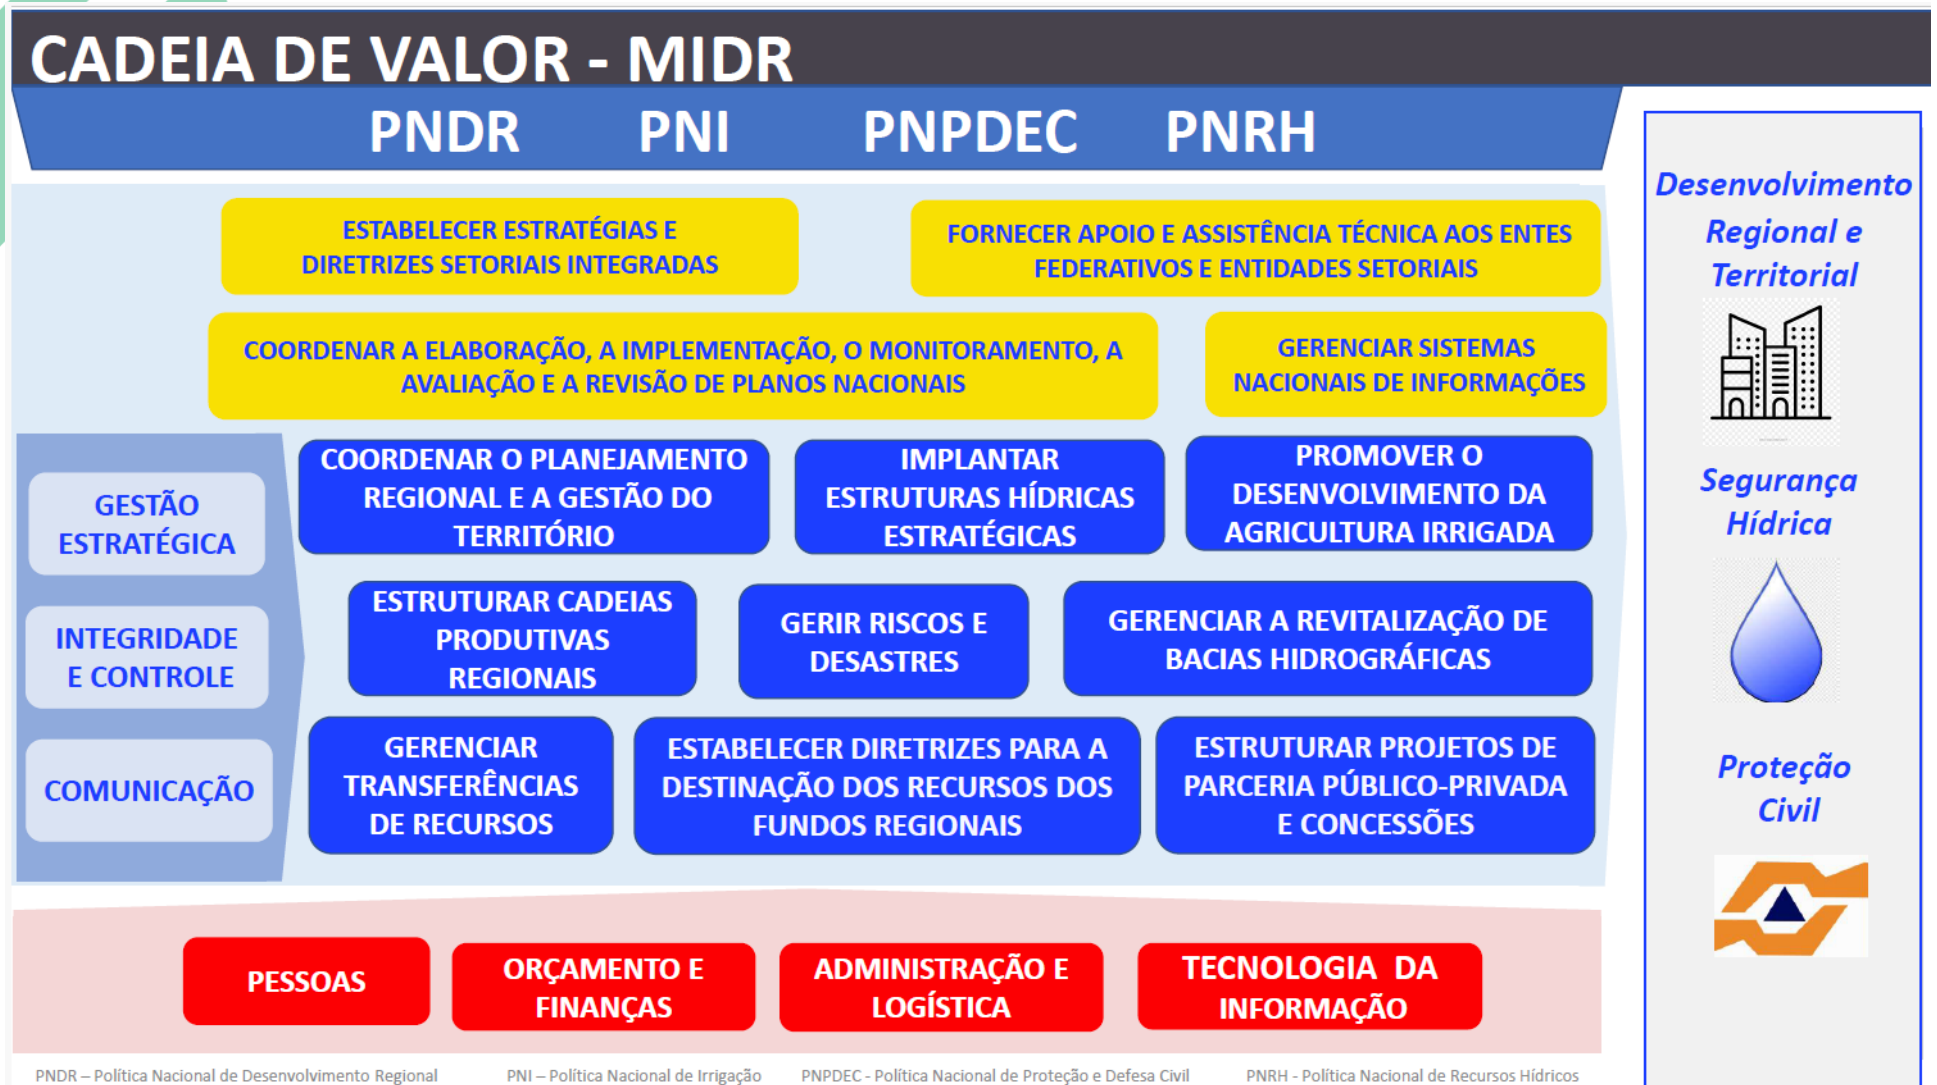 CADEIA DE VALOR - MIDR
PNDR PNI PNPDEC PNRH
ESTABELECER ESTRATÉGIAS E
DIRETRIZES SETORIAIS INTEGRADAS
FORNECER APOIO E ASSISTÊNCIA TÉCNICA AOS ENTES
FEDERATIVOS E ENTIDADES SETORIAIS
COORDENAR A ELABORAÇÃO, A IMPLEMENTAÇÃO, O MONITORAMENTO, A
AVALIAÇÃO E A REVISÃO DE PLANOS NACIONAIS
GERENCIAR SISTEMAS
NACIONAIS DE INFORMAÇÕES
GESTÃO
ESTRATÉGICA
INTEGRIDADE
E CONTROLE
COMUNICAÇÃO
COORDENAR O PLANEJAMENTO
REGIONAL E A GESTÃO DO
TERRITÓRIO
IMPLANTAR
ESTRUTURAS HÍDRICAS
ESTRATÉGICAS
PROMOVER O
DESENVOLVIMENTO DA
AGRICULTURA IRRIGADA
ESTRUTURAR CADEIAS
PRODUTIVAS
REGIONAIS
GERIR RISCOS E
DESASTRES
GERENCIAR A REVITALIZAÇÃO DE
BACIAS HIDROGRÁFICAS
GERENCIAR
TRANSFERÊNCIAS
DE RECURSOS
ESTABELECER DIRETRIZES PARA A
DESTINAÇÃO DOS RECURSOS DOS
FUNDOS REGIONAIS
ESTRUTURAR PROJETOS DE
PARCERIA PÚBLICO-PRIVADA
E CONCESSÕES
PESSOAS
ORÇAMENTO E
FINANÇAS
ADMINISTRAÇÃO E
LOGÍSTICA
TECNOLOGIA DA
INFORMAÇÃO
Desenvolvimento
Regional e
Territorial
Segurança
Hídrica
Proteção
Civil
PNDR – Política Nacional de Desenvolvimento Regional
PNI – Política Nacional de Irrigação
PNPDEC - Política Nacional de Proteção e Defesa Civil
PNRH - Política Nacional de Recursos Hídricos